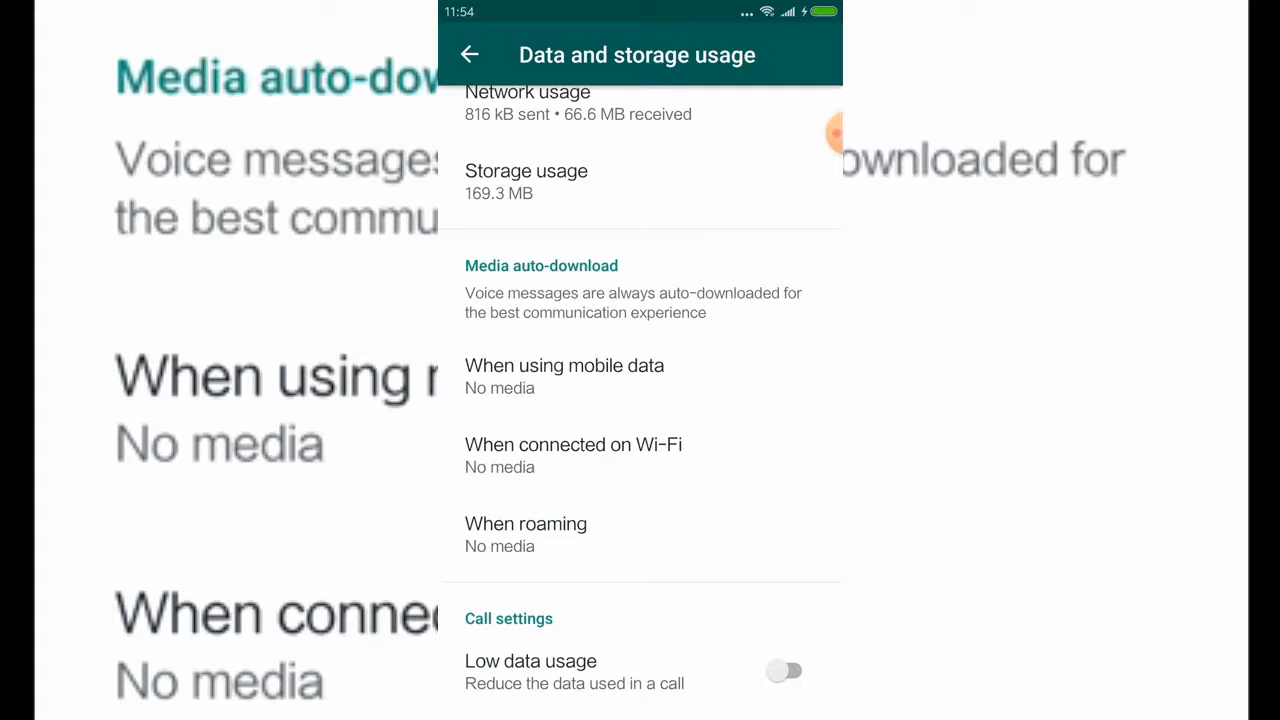 11:54
Data and storage usage
Network usage
816 kB sent • 66.6 MB received
Storage usage
169.3 MB
Media auto-download
Voice messages are always auto-downloaded for
the best communication experience
When using mobile data
No media
When connected on Wi-Fi
No media
When roaming
No media
Call settings
Low data usage
Reduce the data used in a call
Media auto-dow
Voice messages
ownloaded for
the best commu
When using
No media
When conne
No media